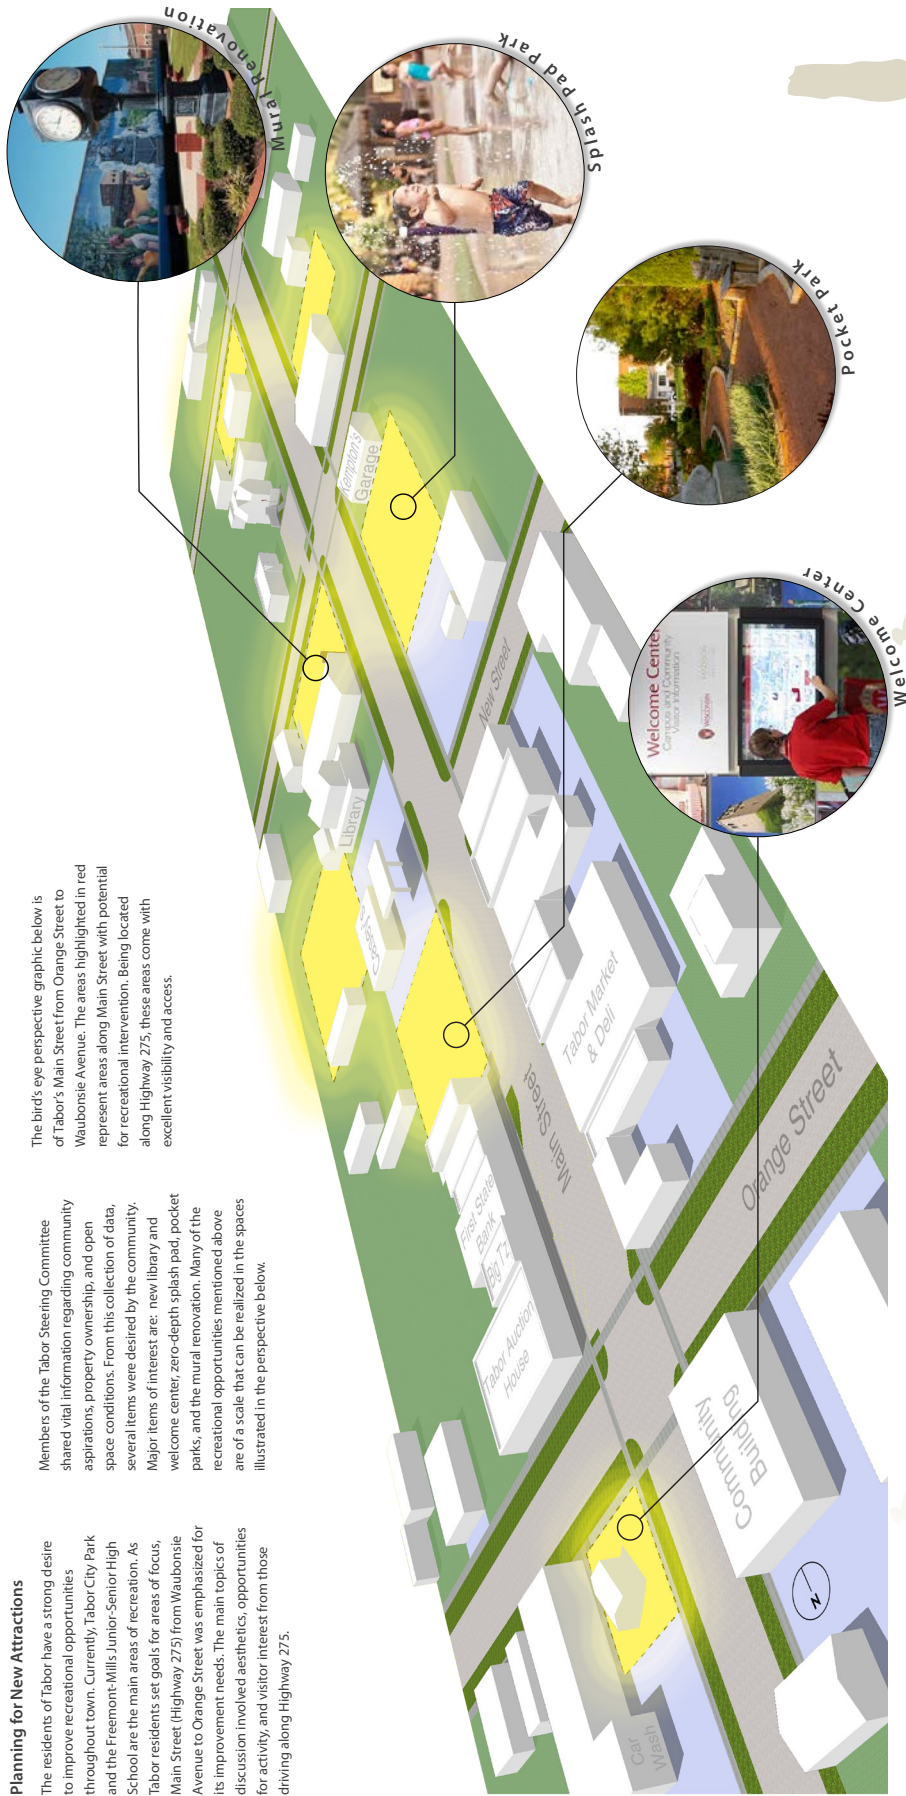 Planning for New Attractions
The residents of Tabor have a strong desire
to improve recreational opportunities
throughout town. Currently, Tabor City Park
and the Freemont-Mills Junior-Senior High
School are the main areas of recreation. As
Tabor residents set goals for areas of focus,
Main Street (Highway 275) from Waubonsie
Avenue to Orange Street was emphasized for
its improvement needs. The main topics of
discussion involved aesthetics, opportunities
for activity, and visitor interest from those
driving along Highway 275.
Members of the Tabor Steering Committee
shared vital information regarding community
aspirations, property ownership, and open
space conditions. From this collection of data,
several items were desired by the community.
Major items of interest are: new library and
welcome center, zero-depth splash pad, pocket
parks, and the mural renovation. Many of the
recreational opportunities mentioned above
are of a scale that can be realized in the spaces
illustrated in the perspective below.
The bird's eye perspective graphic below is
of Tabor's Main Street from Orange Street to
Waubonsie Avenue. The areas highlighted in red
represent areas along Main Street with potential
for recreational intervention. Being located
along Highway 275, these areas come with
excellent visibility and access.
Mural Renovation
Splash Pad Park
Pocket Park
Welcome Center
Welcome Center
Campus and Community
Visitor Information
Wisconsin
Kempton's
Garage
New Street
Library
Casey's
Tabor Market
& Deli
Main Street
First State
Bank
Big T'z
Tabor Auction
House
Orange Street
Community
Building
Car
Wash
N